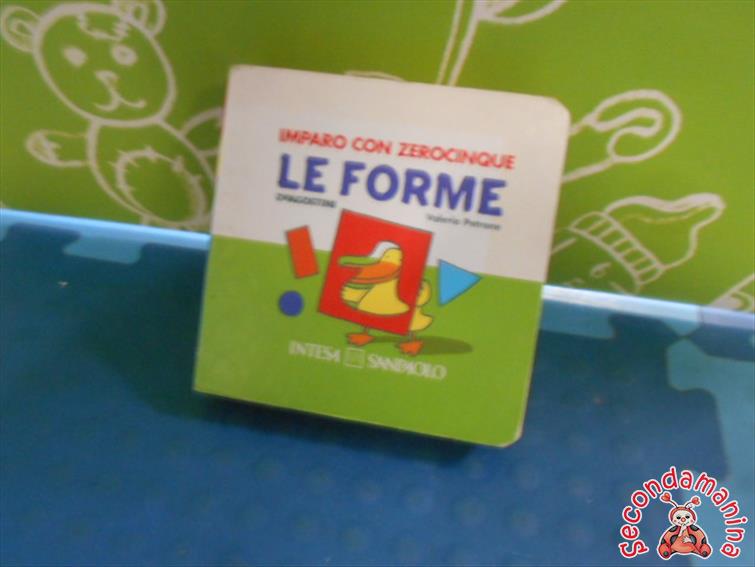 IMPARO CON ZEROCINQUE
LE FORME
DEAGOSTINI
Valeria Petrone
INTESA SANPAOLO
secondamanina